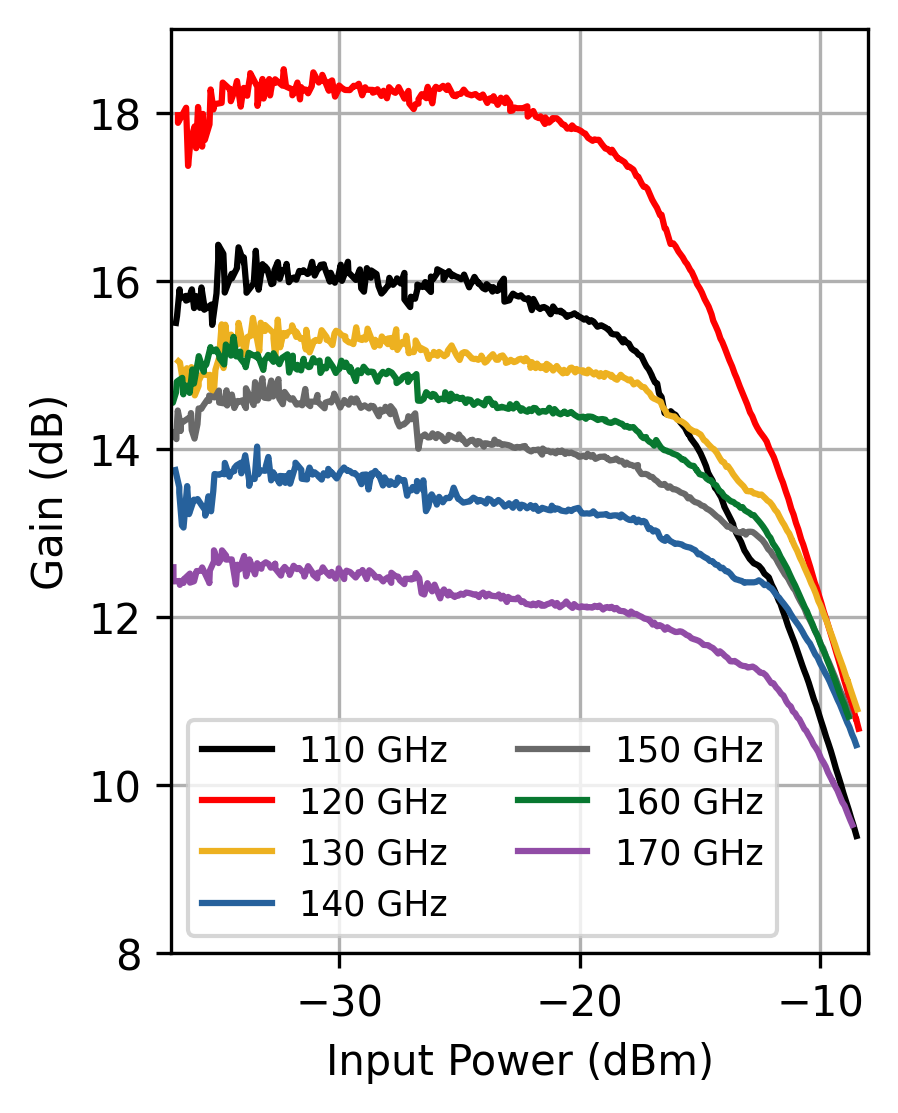 Gain (dB)
18
16
14
12
10
8
110 GHz
120 GHz
130 GHz
140 GHz
150 GHz
160 GHz
170 GHz
−30
−20
−10
Input Power (dBm)